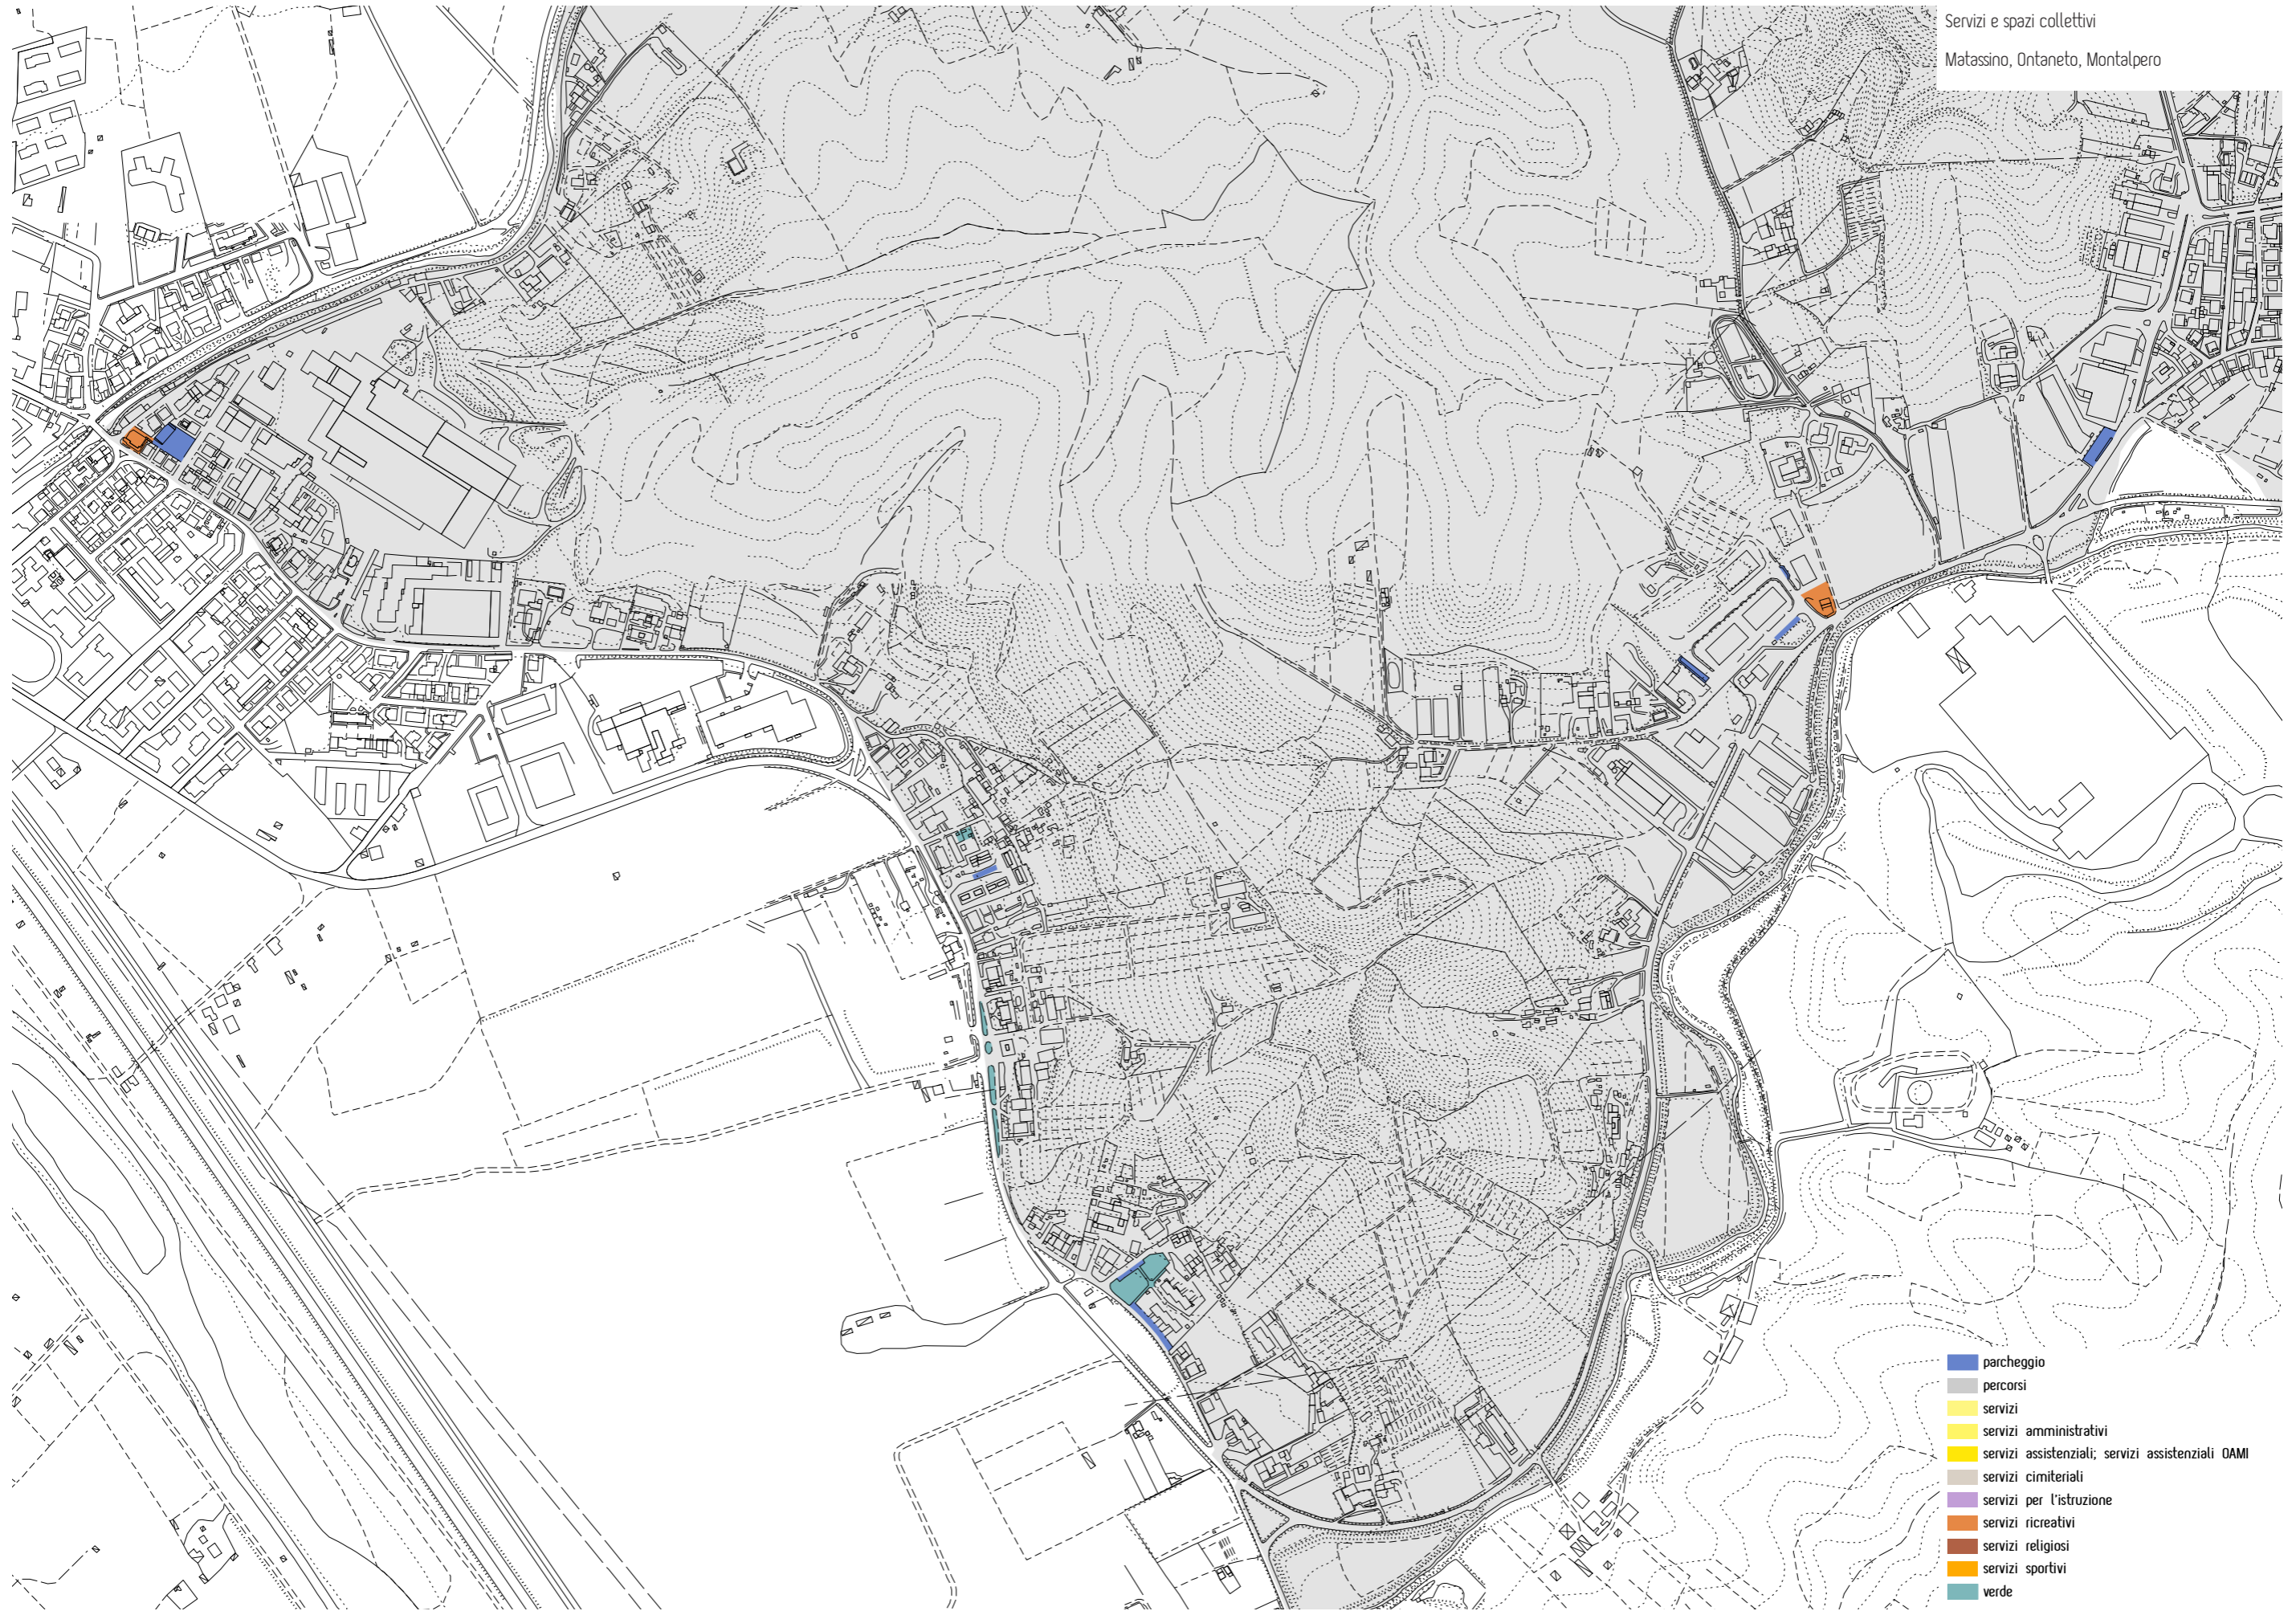 Servizi e spazi collettivi
Matassino, Ontaneto, Montalpero
parcheggio
percorsi
servizi
servizi amministrativi
servizi assistenziali; servizi assistenziali OAMI
servizi cimiteriali
servizi per l'istruzione
servizi ricreativi
servizi religiosi
servizi sportivi
verde